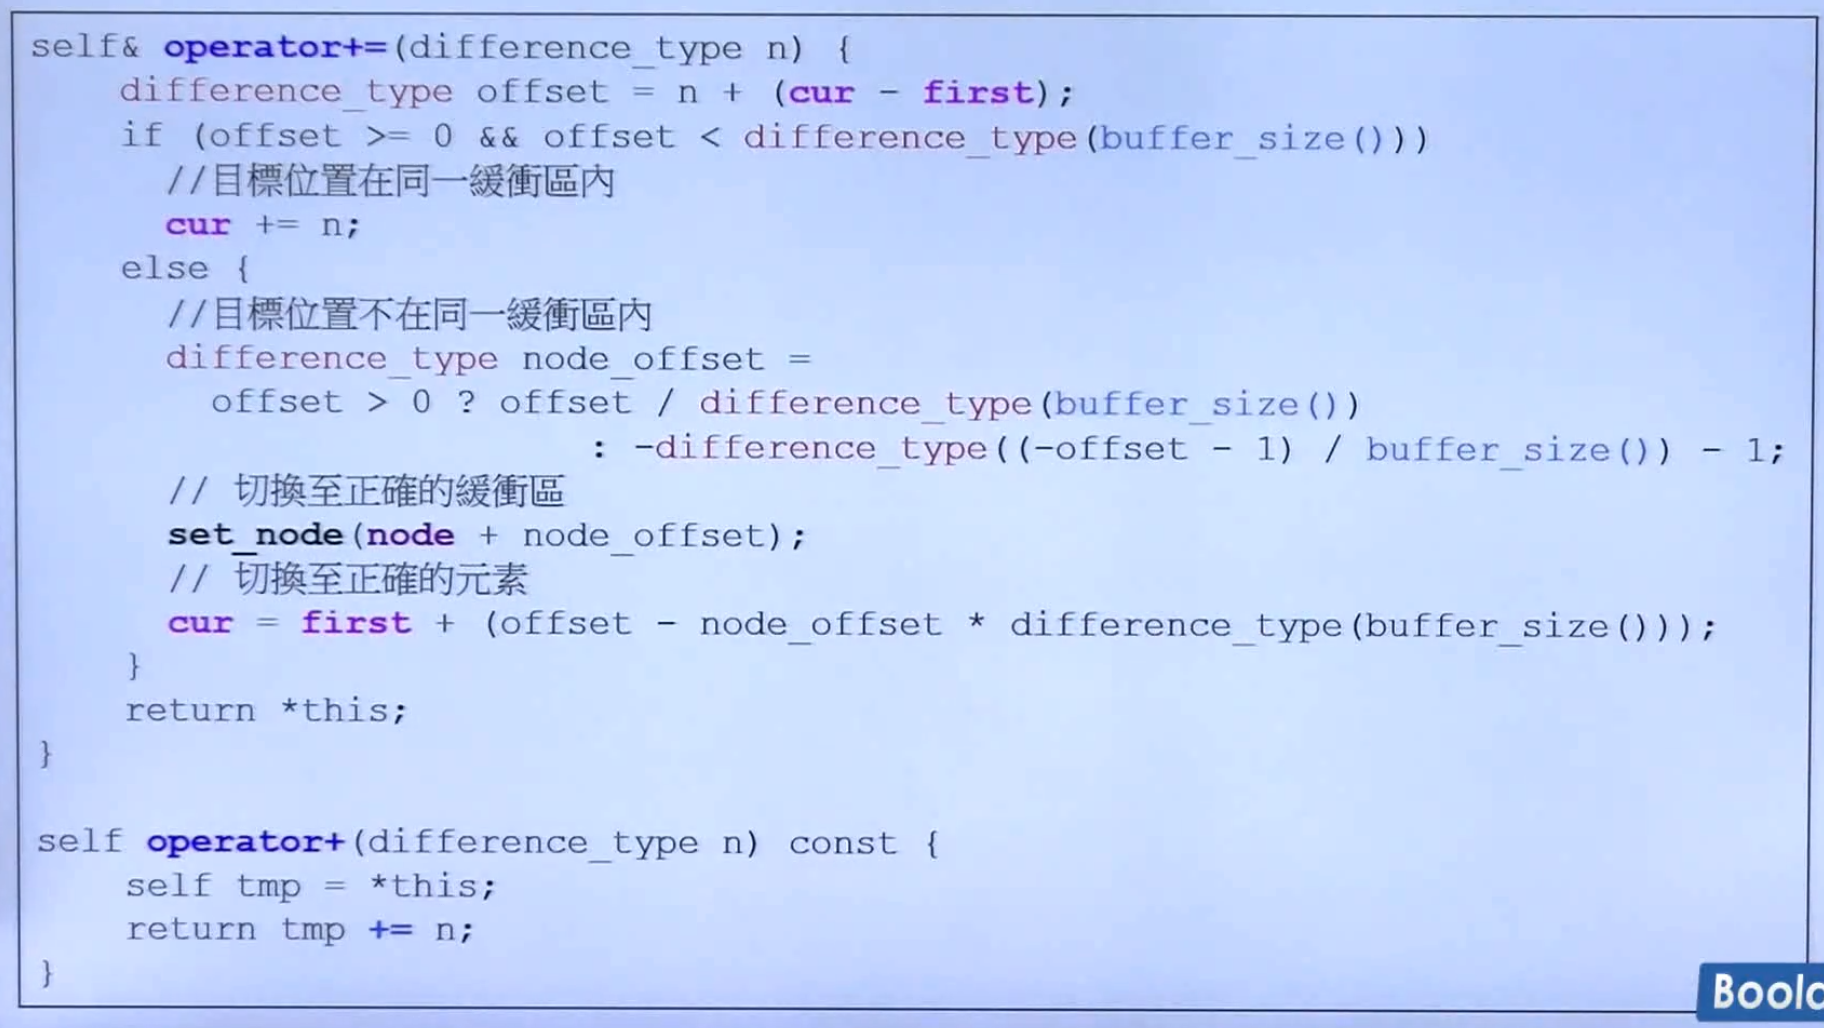 self& operator+=(difference_type n) {
difference_type offset = n + (cur - first);
if (offset >= 0 && offset < difference_type(buffer_size()))
//目標位置在同一緩衝區內
cur += n;
else {
//目標位置不在同一緩衝區內
difference_type node_offset =
offset > 0 ? offset / difference_type(buffer_size())
: -difference_type((-offset - 1) / buffer_size()) - 1;
// 切換至正確的緩衝區
set_node(node + node_offset);
// 切換至正確的元素
cur = first + (offset - node_offset * difference_type(buffer_size()));
}
return *this;
}
self operator+(difference_type n) const {
self tmp = *this;
return tmp += n;
}